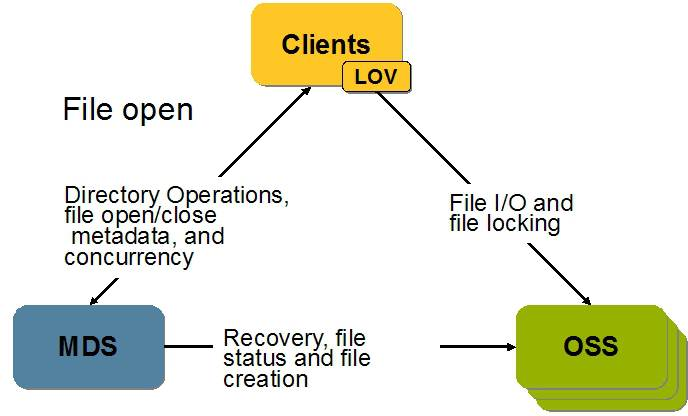 Clients
LOV
File open
Directory Operations,
file open/close
metadata, and
concurrency
File I/O and
file locking
MDS
Recovery, file
status and file
creation
OSS